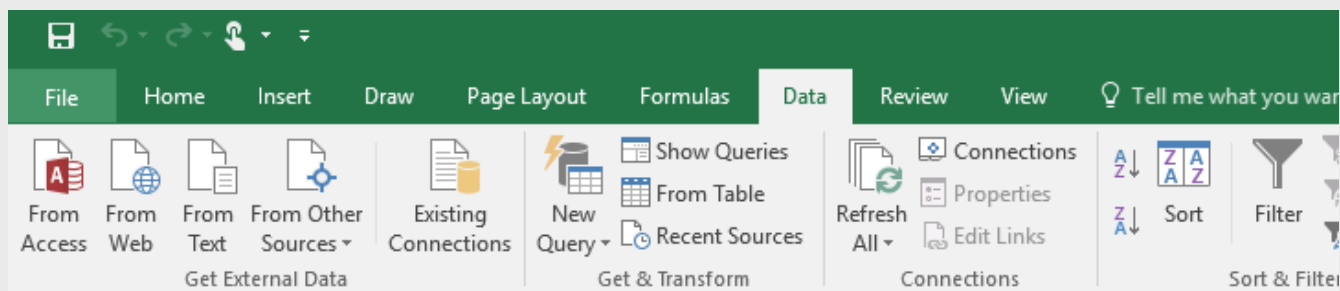 File Home Insert Draw Page Layout Formulas Data Review View Tell me what you
From Access
From Web
From Text
From Other Sources
Existing Connections
Get External Data
New Query
Show Queries
From Table
Recent Sources
Get & Transform
Refresh All
Connections
Properties
Edit Links
Connections
A
Z
Z
A
Z A
A Z
Sort
Filter
Sort & Filter